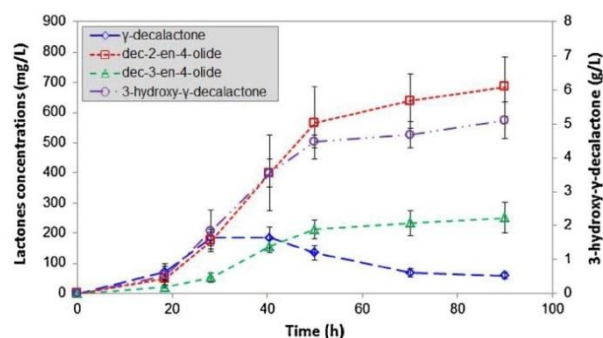 Lactones concentrations (mg/L)
900
800
700
600
500
400
300
200
100
0
γ-decalactone
dec-2-en-4-olide
dec-3-en-4-olide
3-hydroxy-γ-decalactone
8
7
6
5
4
3
2
1
0
3-hydroxy-γ-decalactone (g/L)
0 20 40 60 80 100
Time (h)